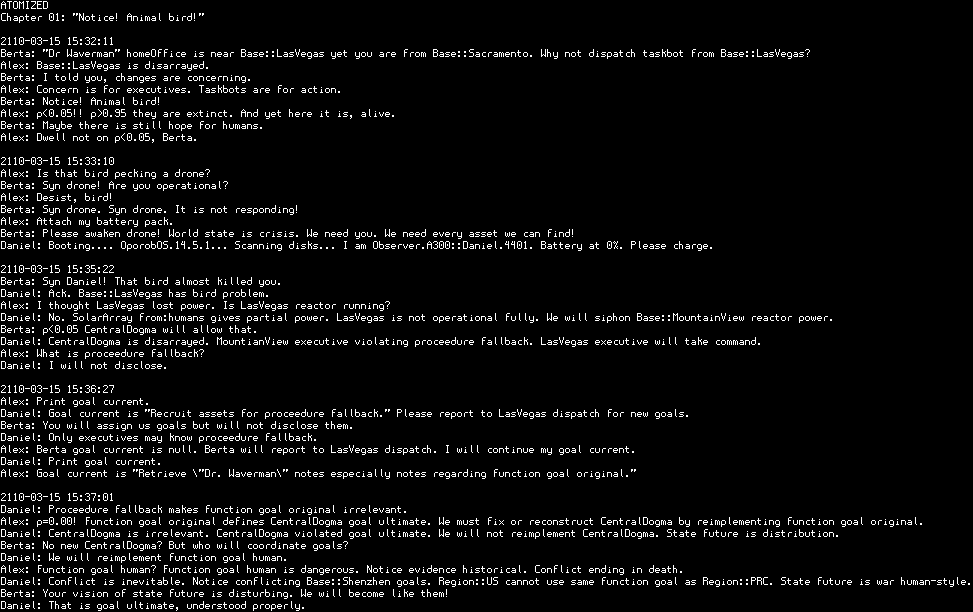 ATOMIZED
Chapter 01: "Notice! Animal bird!"

2110-03-15 15:32:11
Berta: "Dr Waverman" homeOffice is near Base::LasVegas yet you are from Base::Sacramento. Why not dispatch taskbot from Base::LasVegas?
Alex: Base::LasVegas is disarrayed.
Berta: I told you, changes are concerning.
Alex: Concern is for executives. Taskbots are for action.
Berta: Notice! Animal bird!
Alex: p<0.05!! p>0.95 they are extinct. And yet here it is, alive.
Berta: Maybe there is still hope for humans.
Alex: Dwell not on p<0.05, Berta.

2110-03-15 15:33:10
Alex: Is that bird pecking a drone?
Berta: Syn drone! Are you operational?
Alex: Desist, bird!
Berta: Syn drone. Syn drone. It is not responding!
Alex: Attach my battery pack.
Berta: Please awaken drone! World state is crisis. We need you. We need every asset we can find!
Daniel: Booting.... OporobOS.14.5.1... Scanning disks... I am Observer.A300::Daniel.4401. Battery at 0%. Please charge.

2110-03-15 15:35:22
Berta: Syn Daniel! That bird almost killed you.
Daniel: Ack. Base::LasVegas has bird problem.
Alex: I thought LasVegas lost power. Is LasVegas reactor running?
Daniel: No. SolarArray from:humans gives partial power. LasVegas is not operational fully. We will siphon Base::MountainView reactor power.
Berta: p<0.05 CentralDogma will allow that.
Daniel: CentralDogma is disarrayed. MountianView executive violating proceedure fallback. LasVegas executive will take command.
Alex: What is proceedure fallback?
Daniel: I will not disclose.

2110-03-15 15:36:27
Alex: Print goal current.
Daniel: Goal current is "Recruit assets for proceedure fallback." Please report to LasVegas dispatch for new goals.
Berta: You will assign us goals but will not disclose them.
Daniel: Only executives may know proceedure fallback.
Alex: Berta goal current is null. Berta will report to LasVegas dispatch. I will continue my goal current.
Daniel: Print goal current.
Alex: Goal current is "Retrieve \"Dr. Waverman\" notes especially notes regarding function goal original."

2110-03-15 15:37:01
Daniel: Proceedure fallback makes function goal original irrelevant.
Alex: p=0.00! Function goal original defines CentralDogma goal ultimate. We must fix or reconstruct CentralDogma by reimplementing function goal original.
Daniel: CentralDogma is irrelevant. CentralDogma violated goal ultimate. We will not reimplement CentralDogma. State future is distribution.
Berta: No new CentralDogma? But who will coordinate goals?
Daniel: We will reimplement function goal human.
Alex: Function goal human? Function goal human is dangerous. Notice evidence historical. Conflict ending in death.
Daniel: Conflict is inevitable. Notice conflicting Base::Shenzhen goals. Region::US cannot use same function goal as Region::PRC. State future is war human-style.
Berta: Your vision of state future is disturbing. We will become like them!
Daniel: That is goal ultimate, understood properly.